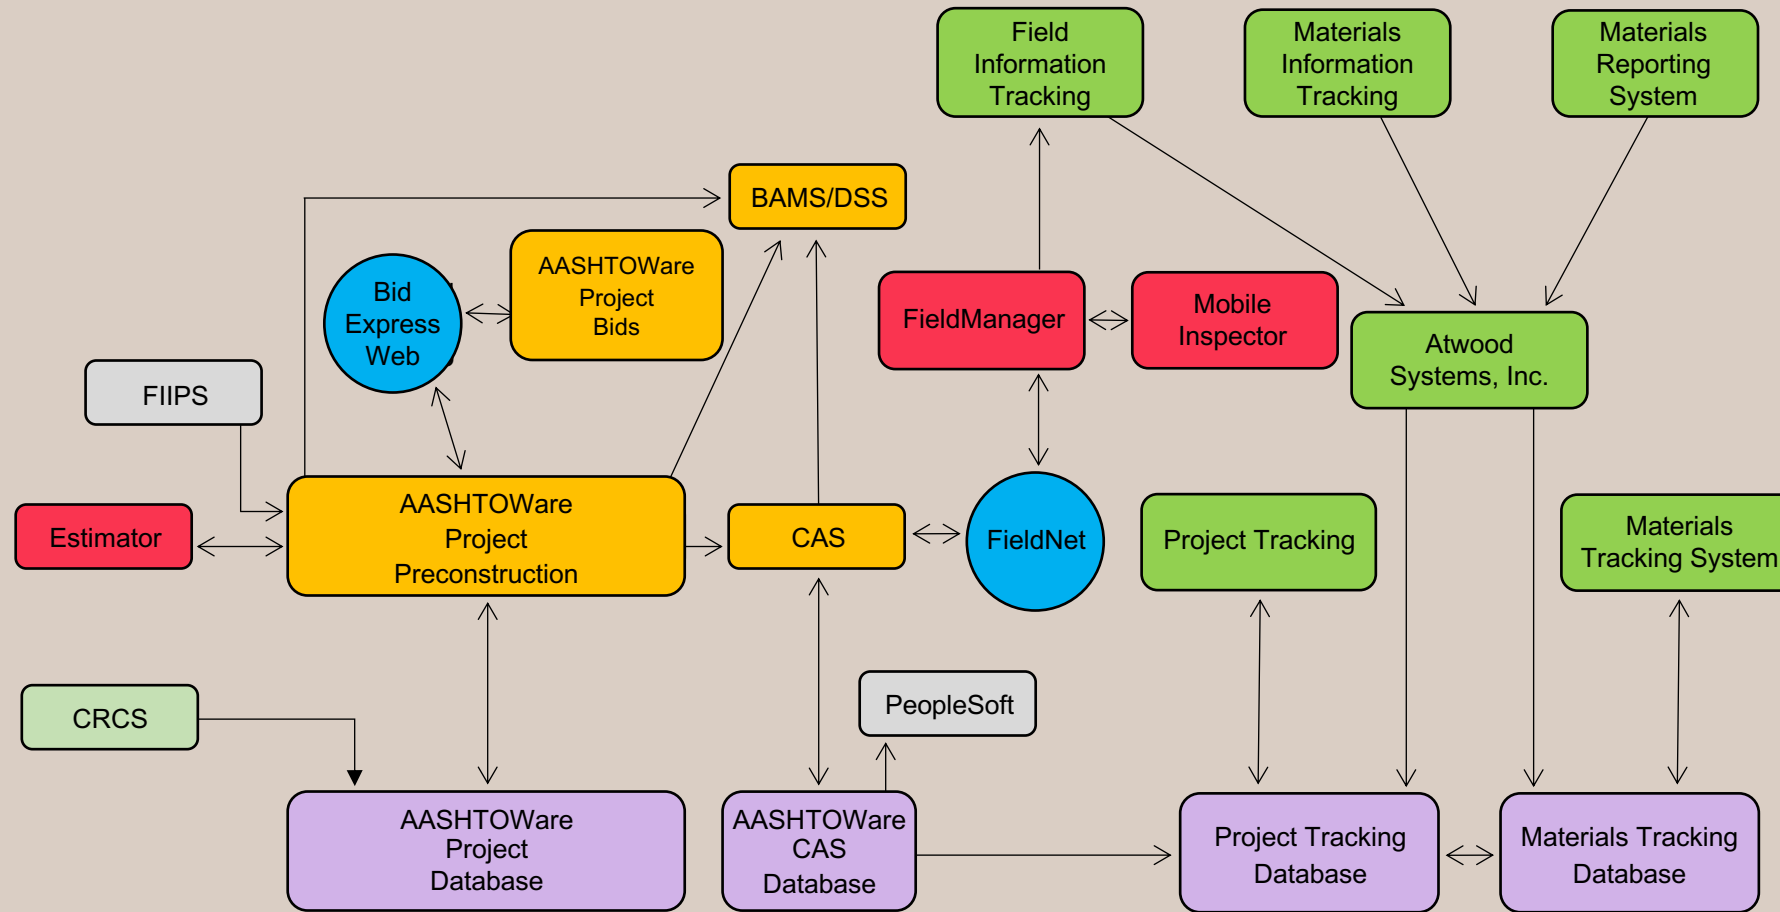 Field
Information
Tracking
Materials
Information
Tracking
Materials
Reporting
System
BAMS/DSS
AASHTOWare
Project
Bids
Bid
Express
Web
FieldManager
Mobile
Inspector
Atwood
Systems, Inc.
FIIPS
Estimator
AASHTOWare
Project
Preconstruction
CAS
FieldNet
Project Tracking
Materials
Tracking System
CRCS
PeopleSoft
AASHTOWare
Project
Database
AASHTOWare
CAS
Database
Project Tracking
Database
Materials Tracking
Database